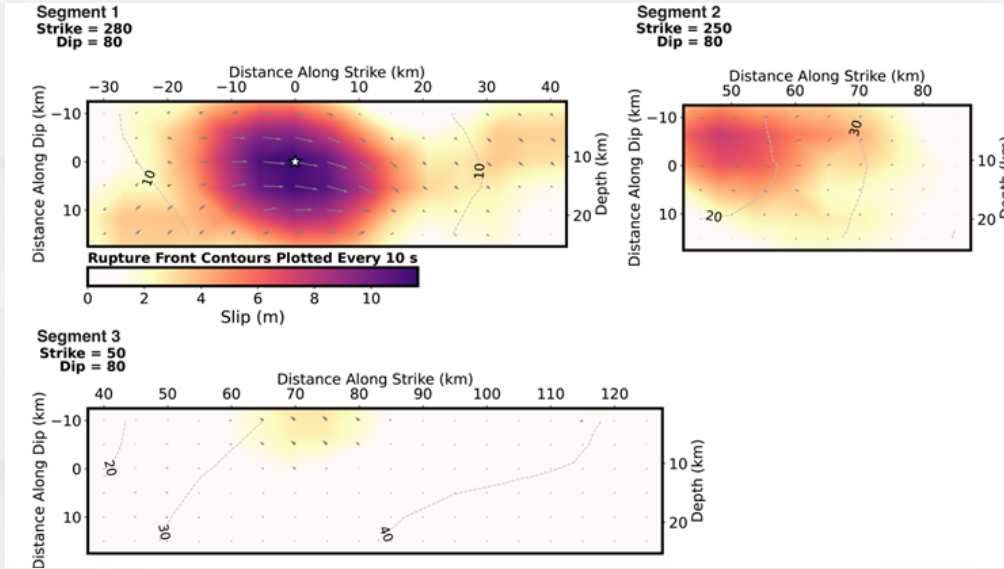 Segment 1
Strike = 280
Dip = 80
Distance Along Strike (km)
−30 −20 −10 0 10 20 30 40
Distance Along Dip (km)
−10
0
10
10
10
10
20
Depth (km)
Rupture Front Contours Plotted Every 10 s
0 2 4 6 8 10
Slip (m)
Segment 2
Strike = 250
Dip = 80
Distance Along Strike (km)
50 60 70 80
Distance Along Dip (km)
−10
0
10
20
30
10
20
Depth (km)
Segment 3
Strike = 50
Dip = 80
Distance Along Strike (km)
40 50 60 70 80 90 100 110 120
Distance Along Dip (km)
−10
0
10
20
30
40
10
20
Depth (km)